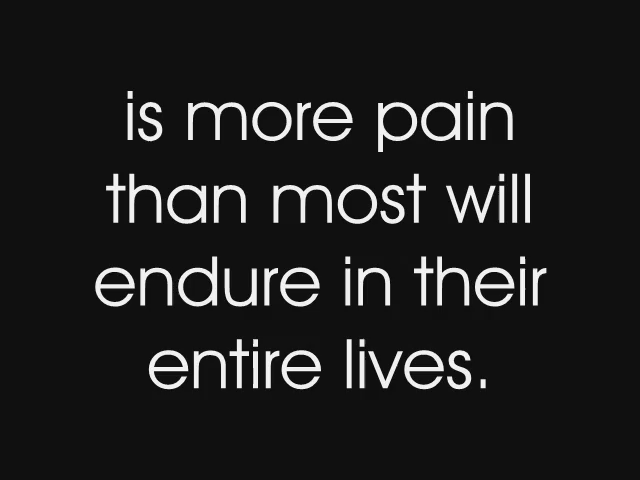 is more pain
than most will
endure in their
entire lives.